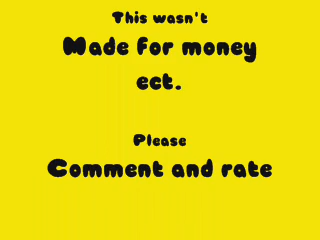 This wasn't
Made for money
ect.
Please
Comment and rate